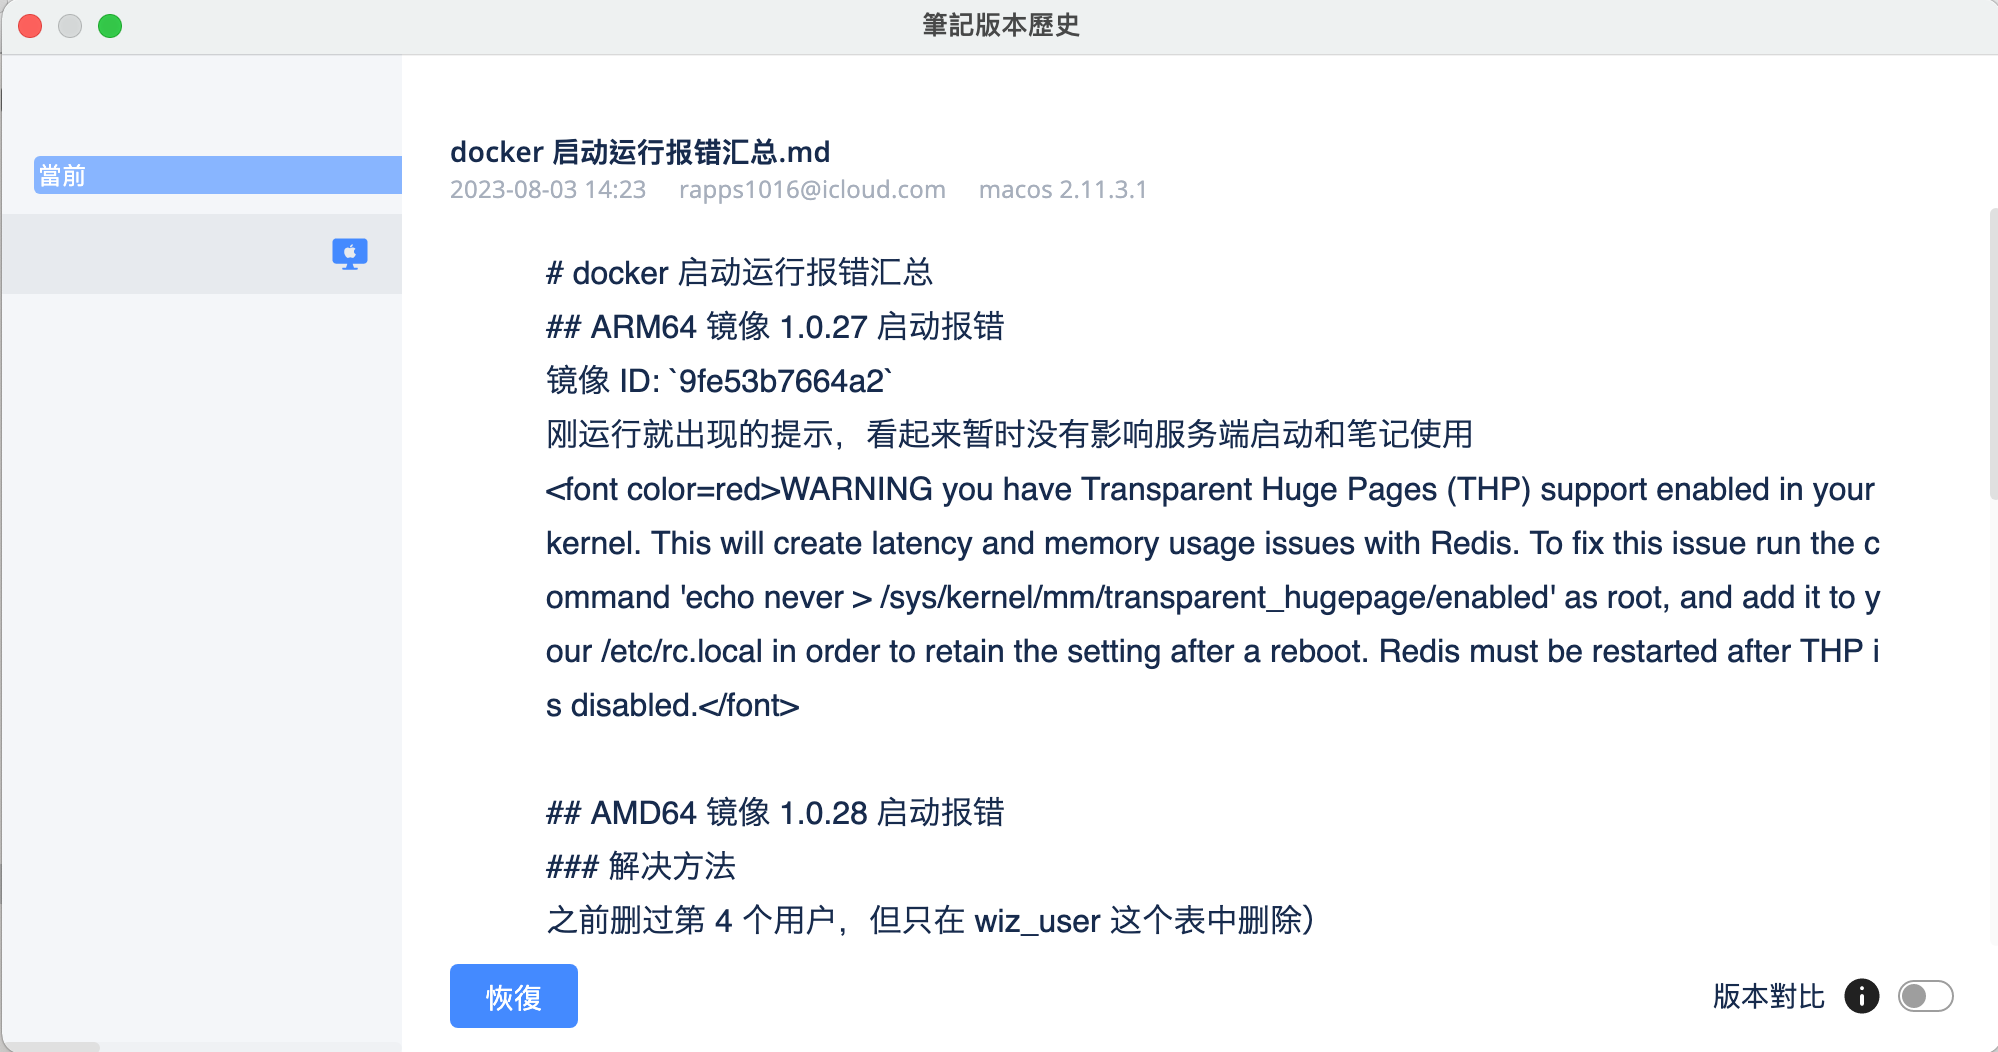 筆記版本歷史
當前
docker 启动运行报错汇总.md
2023-08-03 14:23 rapps1016@icloud.com macos 2.11.3.1
# docker 启动运行报错汇总
## ARM64 镜像 1.0.27 启动报错
镜像 ID: `9fe53b7664a2`
刚运行就出现的提示，看起来暂时没有影响服务端启动和笔记使用
<font color=red>WARNING you have Transparent Huge Pages (THP) support enabled in your
kernel. This will create latency and memory usage issues with Redis. To fix this issue run the c
ommand 'echo never > /sys/kernel/mm/transparent_hugepage/enabled' as root, and add it to y
our /etc/rc.local in order to retain the setting after a reboot. Redis must be restarted after THP i
s disabled.</font>
## AMD64 镜像 1.0.28 启动报错
### 解决方法
之前删过第 4 个用户，但只在 wiz_user 这个表中删除）
恢復
版本對比